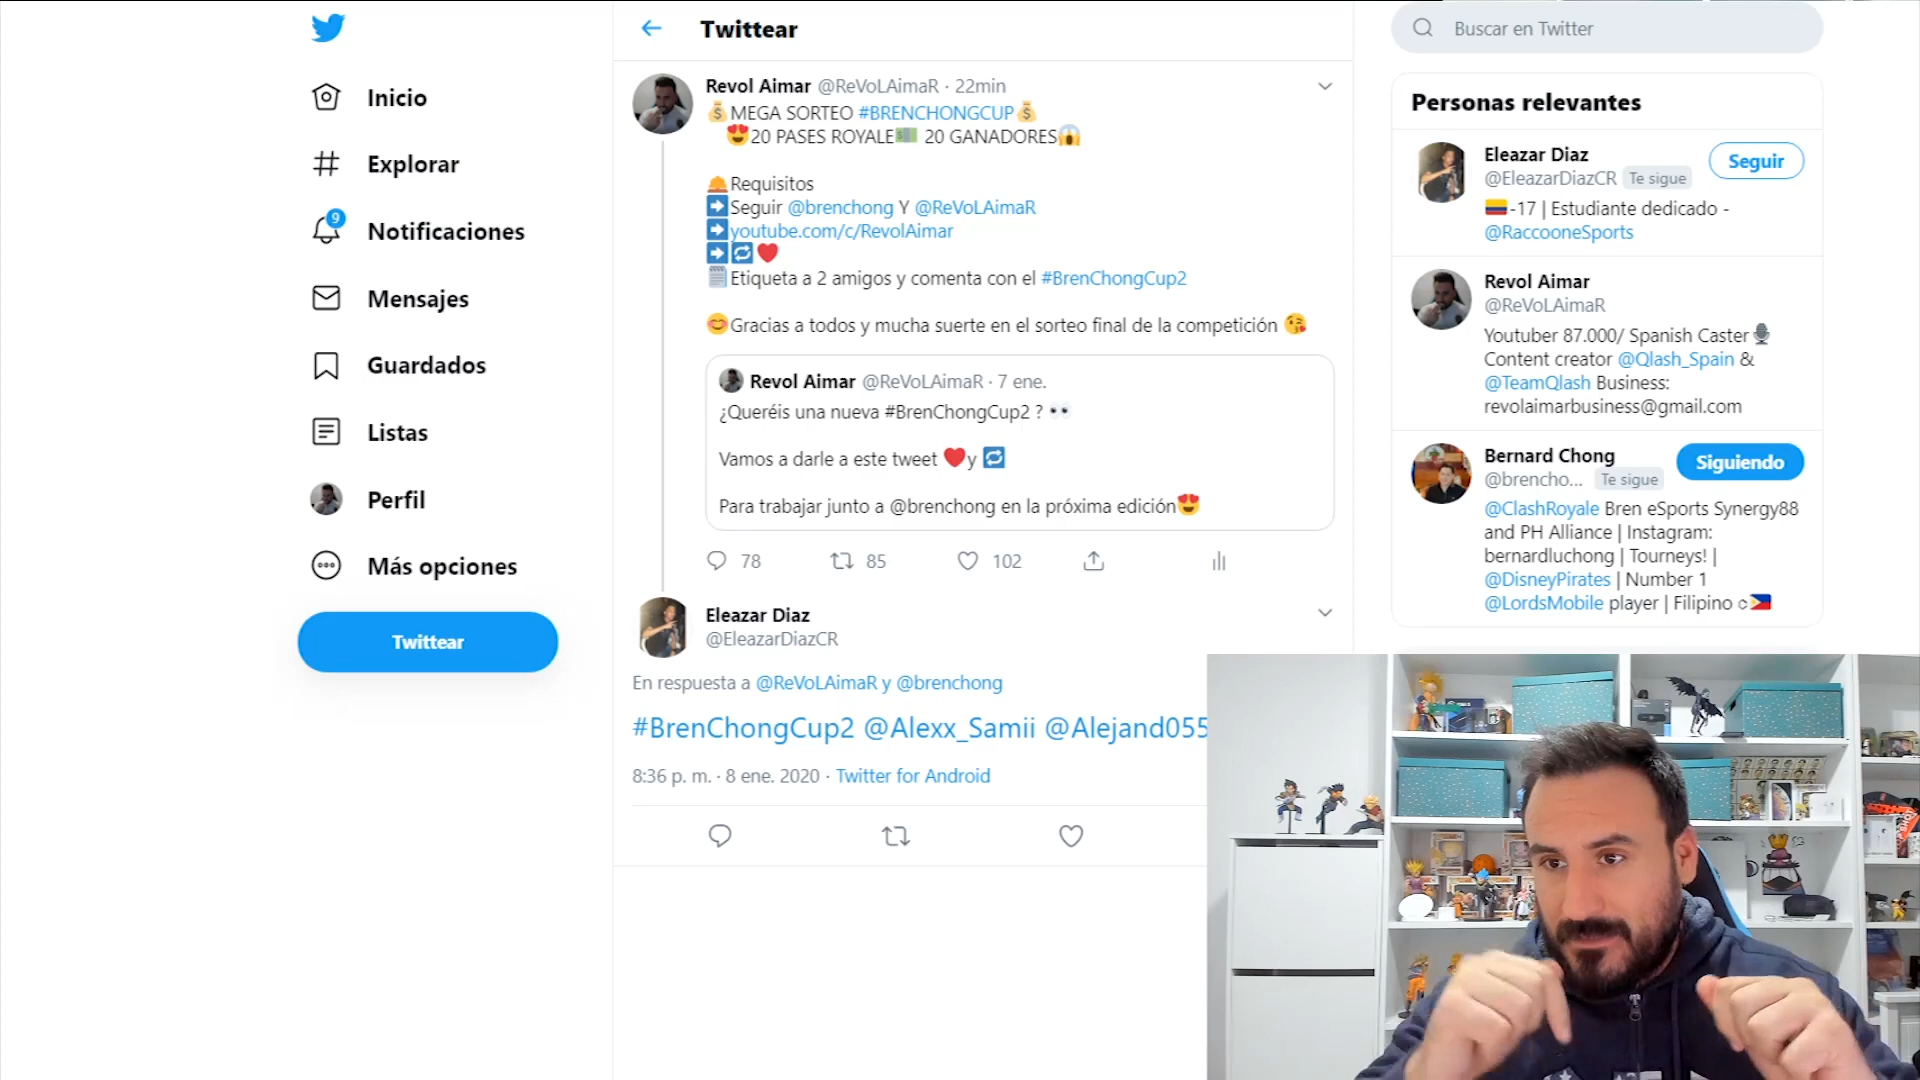 Inicio
Explorar
9
Notificaciones
Mensajes
Guardados
Listas
Perfil
Más opciones
Twittear
Twittear
Revol Aimar @ReVoLAimaR · 22min
MEGA SORTEO #BRENCHONGCUP
20 PASES ROYALE 20 GANADORES
Requisitos
Seguir @brenchong Y @ReVoLAimaR
youtube.com/c/RevolAimar
Etiqueta a 2 amigos y comenta con el #BrenChongCup2
Gracias a todos y mucha suerte en el sorteo final de la competición
Revol Aimar @ReVoLAimaR · 7 ene.
¿Queréis una nueva #BrenChongCup2 ?
Vamos a darle a este tweet y
Para trabajar junto a @brenchong en la próxima edición
78 85 102
Eleazar Diaz
@EleazarDiazCR
En respuesta a @ReVoLAimaR y @brenchong
#BrenChongCup2 @Alexx_Samii @Alejand055
8:36 p. m. · 8 ene. 2020 · Twitter for Android
Buscar en Twitter
Personas relevantes
Eleazar Diaz
@EleazarDiazCR Te sigue
Seguir
-17 | Estudiante dedicado -
@RaccooneSports
Revol Aimar
@ReVoLAimaR
Youtuber 87.000/ Spanish Caster
Content creator @Qlash_Spain &
@TeamQlash Business:
revolaimarbusiness@gmail.com
Bernard Chong
@brencho... Te sigue
Siguiendo
@ClashRoyale Bren eSports Synergy88
and PH Alliance | Instagram:
bernardluchong | Tourneys! |
@DisneyPirates | Number 1
@LordsMobile player | Filipino